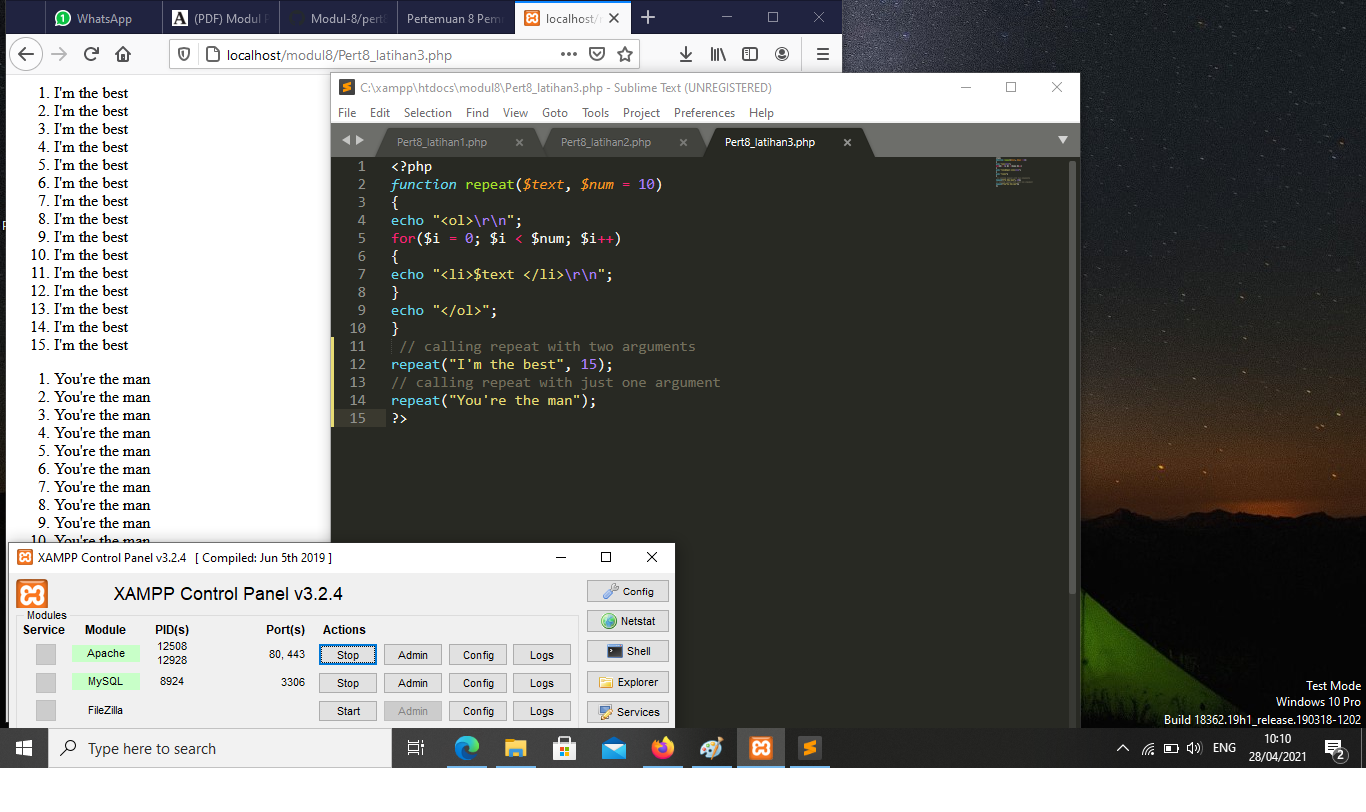 WhatsApp
(PDF) Modul
Modul-8/pert
Pertemuan 8 Pem
localhost/
localhost/modul8/Pert8_latihan3.php
1. I'm the best
2. I'm the best
3. I'm the best
4. I'm the best
5. I'm the best
6. I'm the best
7. I'm the best
8. I'm the best
9. I'm the best
10. I'm the best
11. I'm the best
12. I'm the best
13. I'm the best
14. I'm the best
15. I'm the best
1. You're the man
2. You're the man
3. You're the man
4. You're the man
5. You're the man
6. You're the man
7. You're the man
8. You're the man
9. You're the man
10. You're the man
C:\xampp\htdocs\modul8\Pert8_latihan3.php - Sublime Text (UNREGISTERED)
File Edit Selection Find View Goto Tools Project Preferences Help
Pert8_latihan1.php
Pert8_latihan2.php
Pert8_latihan3.php
1 <?php
2 function repeat($text, $num = 10)
3 {
4 echo "<ol>\r\n";
5 for($i = 0; $i < $num; $i++)
6 {
7 echo "<li>$text </li>\r\n";
8 }
9 echo "</ol>";
10 }
11 // calling repeat with two arguments
12 repeat("I'm the best", 15);
13 // calling repeat with just one argument
14 repeat("You're the man");
15 ?>
XAMPP Control Panel v3.2.4 [ Compiled: Jun 5th 2019 ]
XAMPP Control Panel v3.2.4
Config
Modules
Service Module PID(s) Port(s) Actions
Netstat
Apache 12508 12928 80, 443 Stop Admin Config Logs
Shell
MySQL 8924 3306 Stop Admin Config Logs
Explorer
FileZilla Start Admin Config Logs
Services
Test Mode
Windows 10 Pro
Build 18362.19h1_release.190318-1202
Type here to search
ENG
10:10
28/04/2021
2